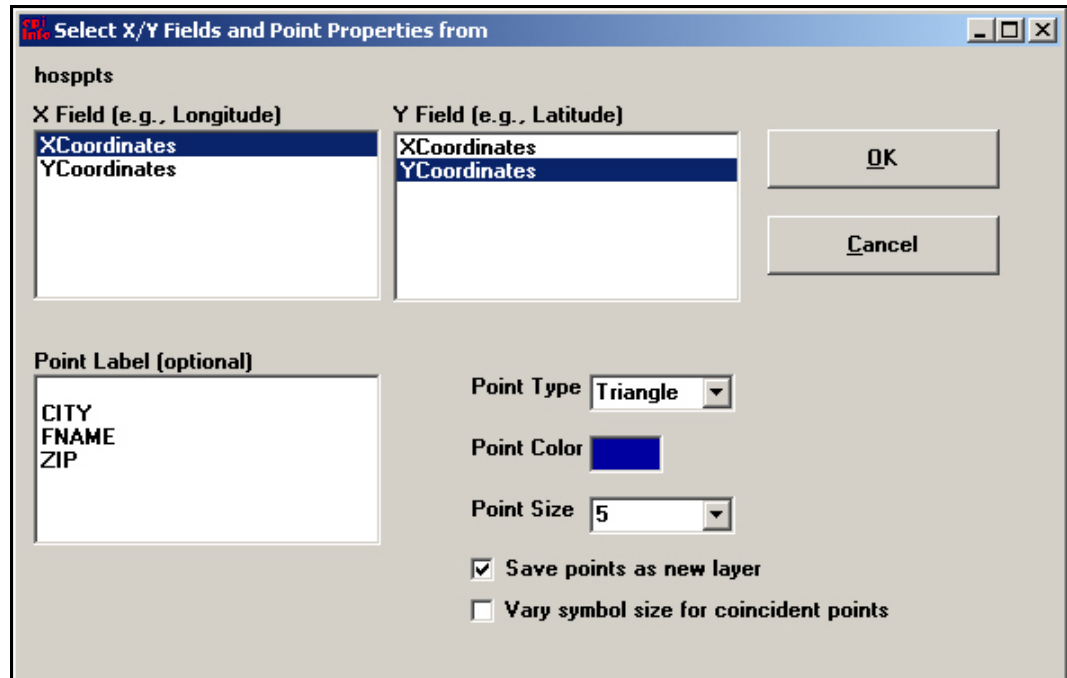 Epi Info Select X/Y Fields and Point Properties from
hosppts
X Field (e.g., Longitude)
XCoordinates
YCoordinates
Y Field (e.g., Latitude)
XCoordinates
YCoordinates
OK
Cancel
Point Label (optional)
CITY
FNAME
ZIP
Point Type Triangle
Point Color
Point Size 5
Save points as new layer
Vary symbol size for coincident points